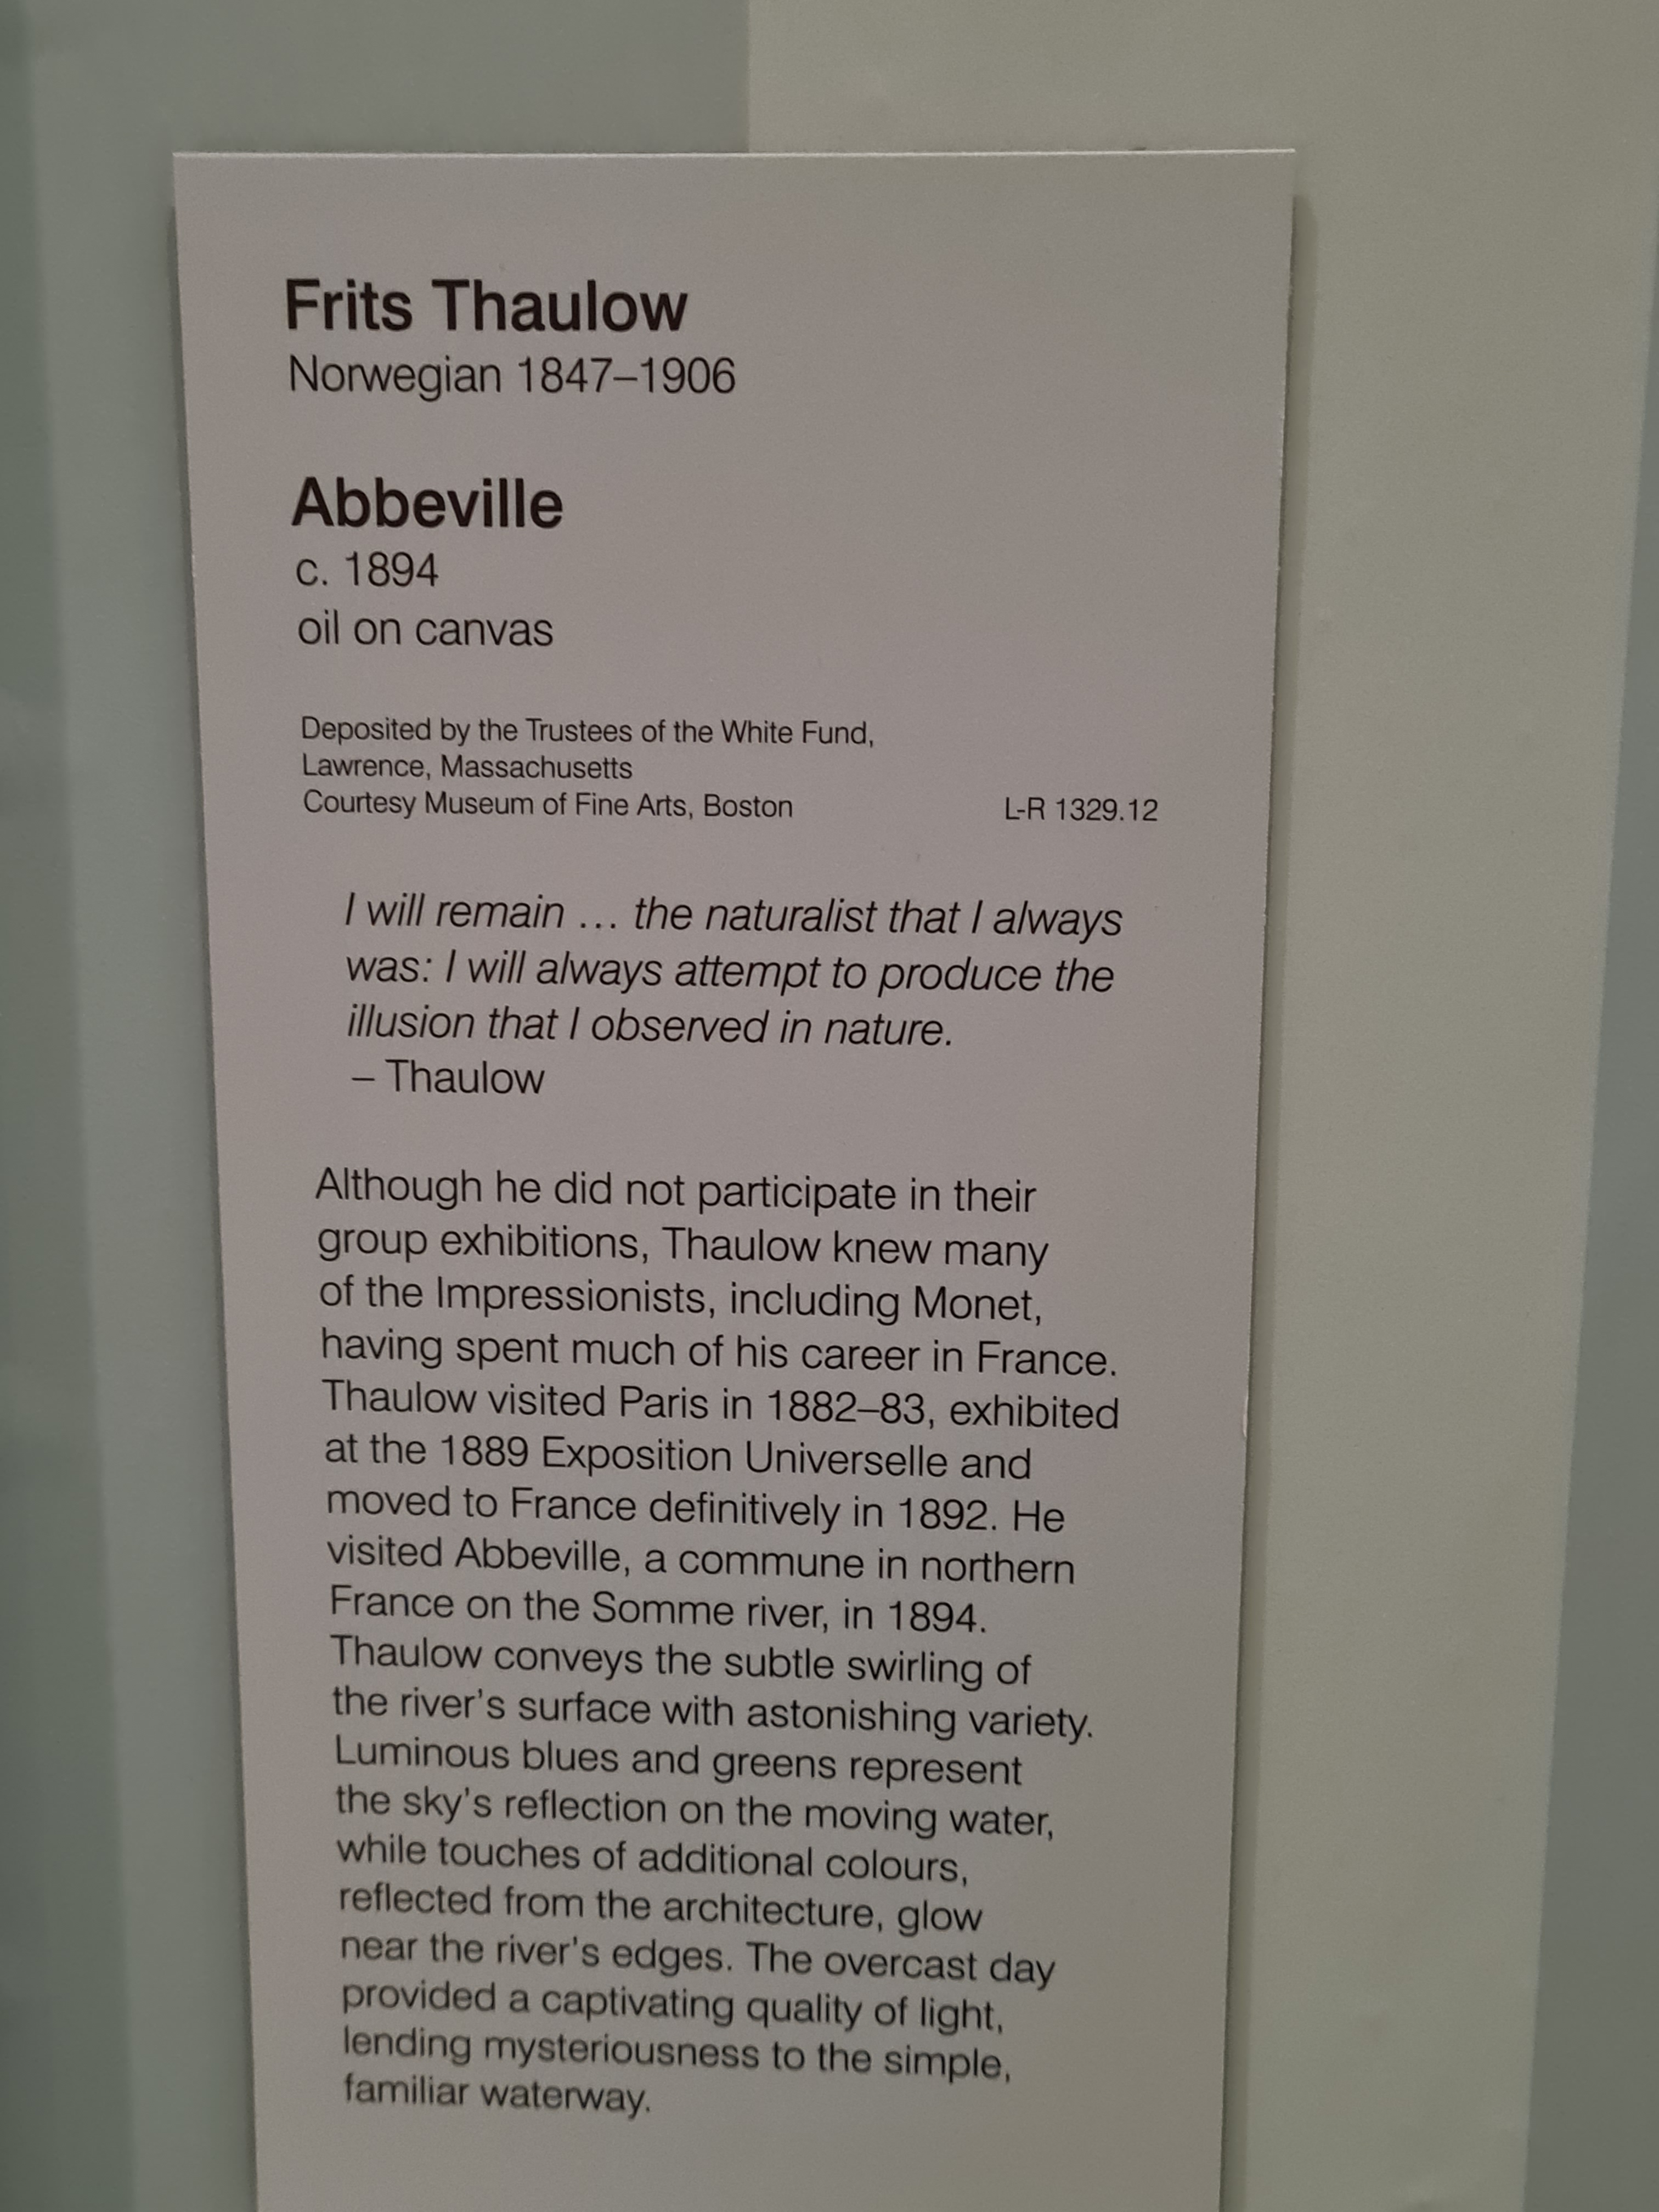 Frits Thaulow
Norwegian 1847–1906
Abbeville
c. 1894
oil on canvas
Deposited by the Trustees of the White Fund,
Lawrence, Massachusetts
Courtesy Museum of Fine Arts, Boston L-R 1329.12
I will remain … the naturalist that I always
was: I will always attempt to produce the
illusion that I observed in nature.
– Thaulow
Although he did not participate in their
group exhibitions, Thaulow knew many
of the Impressionists, including Monet,
having spent much of his career in France.
Thaulow visited Paris in 1882–83, exhibited
at the 1889 Exposition Universelle and
moved to France definitively in 1892. He
visited Abbeville, a commune in northern
France on the Somme river, in 1894.
Thaulow conveys the subtle swirling of
the river's surface with astonishing variety.
Luminous blues and greens represent
the sky's reflection on the moving water,
while touches of additional colours,
reflected from the architecture, glow
near the river's edges. The overcast day
provided a captivating quality of light,
lending mysteriousness to the simple,
familiar waterway.